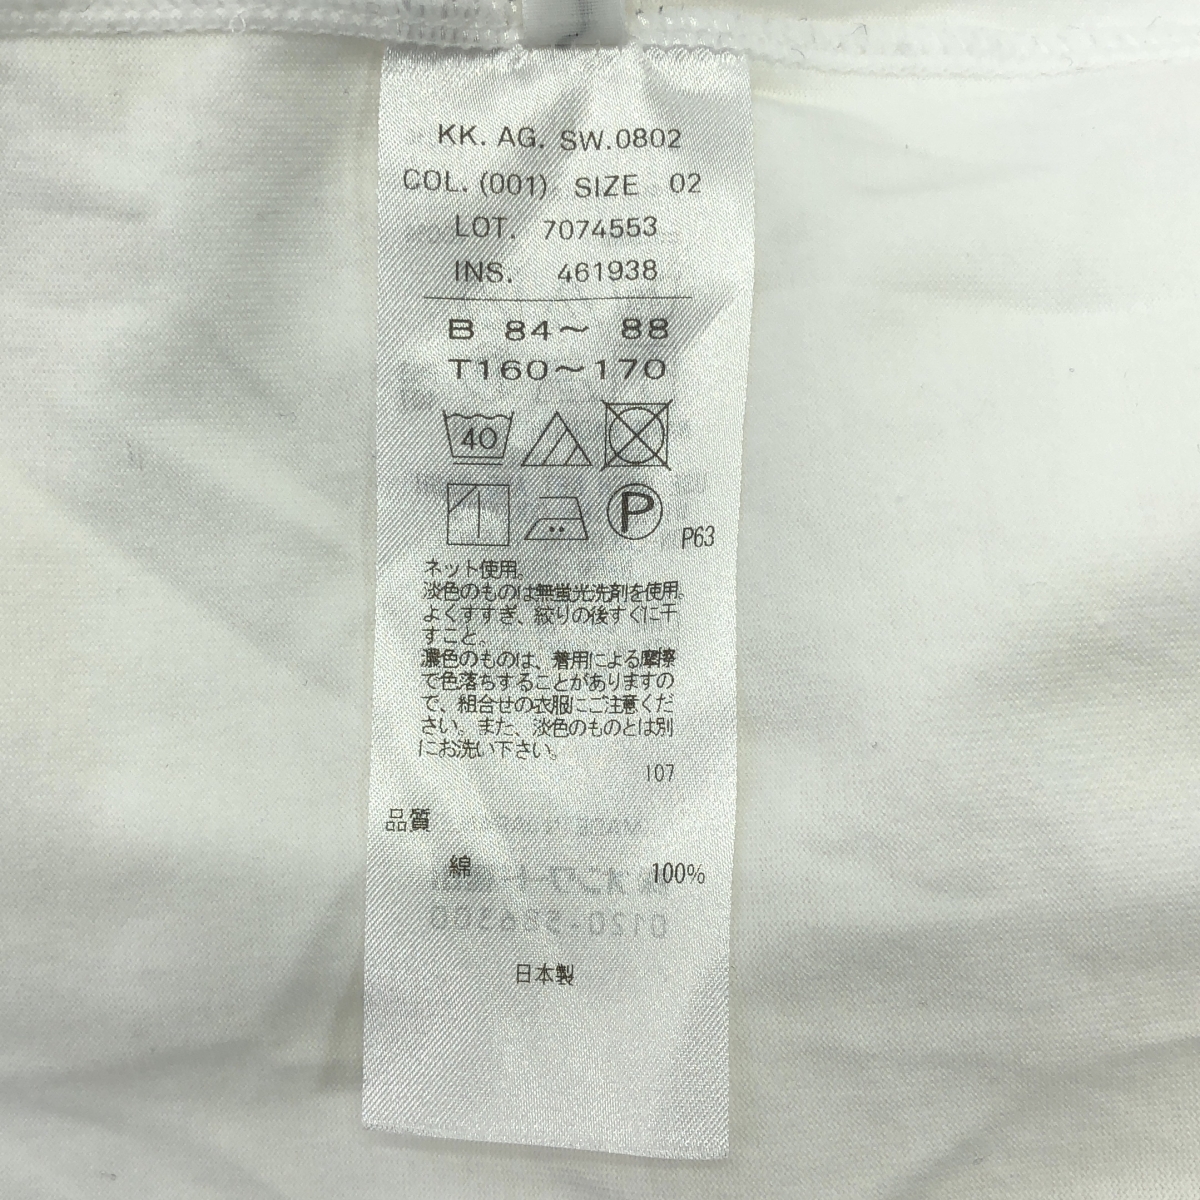 KK. AG. SW.0802
COL. (001) SIZE 02
LOT. 7074553
INS. 461938
B 84～ 88
T160～170
40
P
P63
ネット使用。
淡色のものは無蛍光洗剤を使用。
よくすすぎ、絞りの後すぐに干
すこと。
濃色のものは、着用による摩擦
で色落ちすることがありますの
で、組合せの衣服にご注意くだ
さい。また、淡色のものとは別
にお洗い下さい。
107
品質
綿 100%
日本製